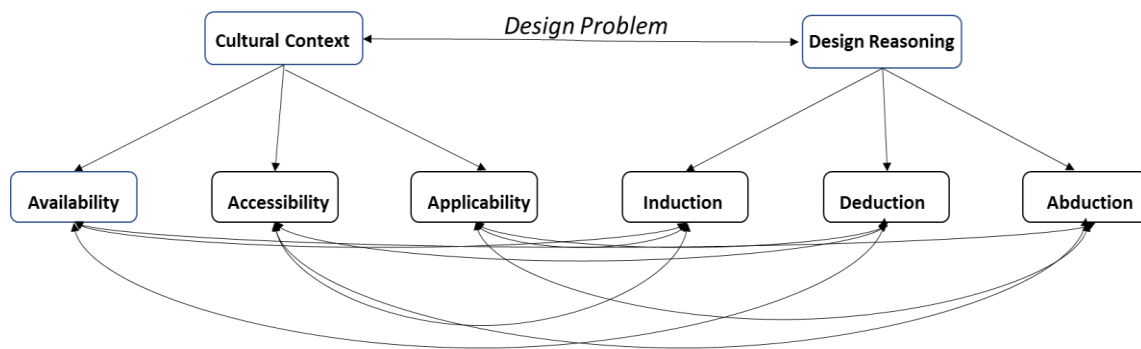 Design Problem
Cultural Context
Design Reasoning
Availability
Accessibility
Applicability
Induction
Deduction
Abduction